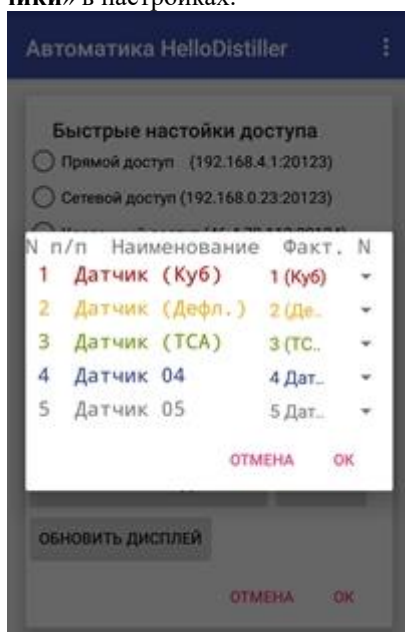 в настройках.
Автоматика HelloDistiller
Быстрые настойки доступа
Прямой доступ (192.168.4.1:20123)
Сетевой доступ (192.168.0.23:20123)
N п/п Наименование Факт. N
1 Датчик (Куб) 1 (Куб)
2 Датчик (Дефл.) 2 (Де..
3 Датчик (ТСА) 3 (ТС..
4 Датчик 04 4 Дат..
5 Датчик 05 5 Дат..
ОТМЕНА OK
ОБНОВИТЬ ДИСПЛЕЙ
ОТМЕНА OK